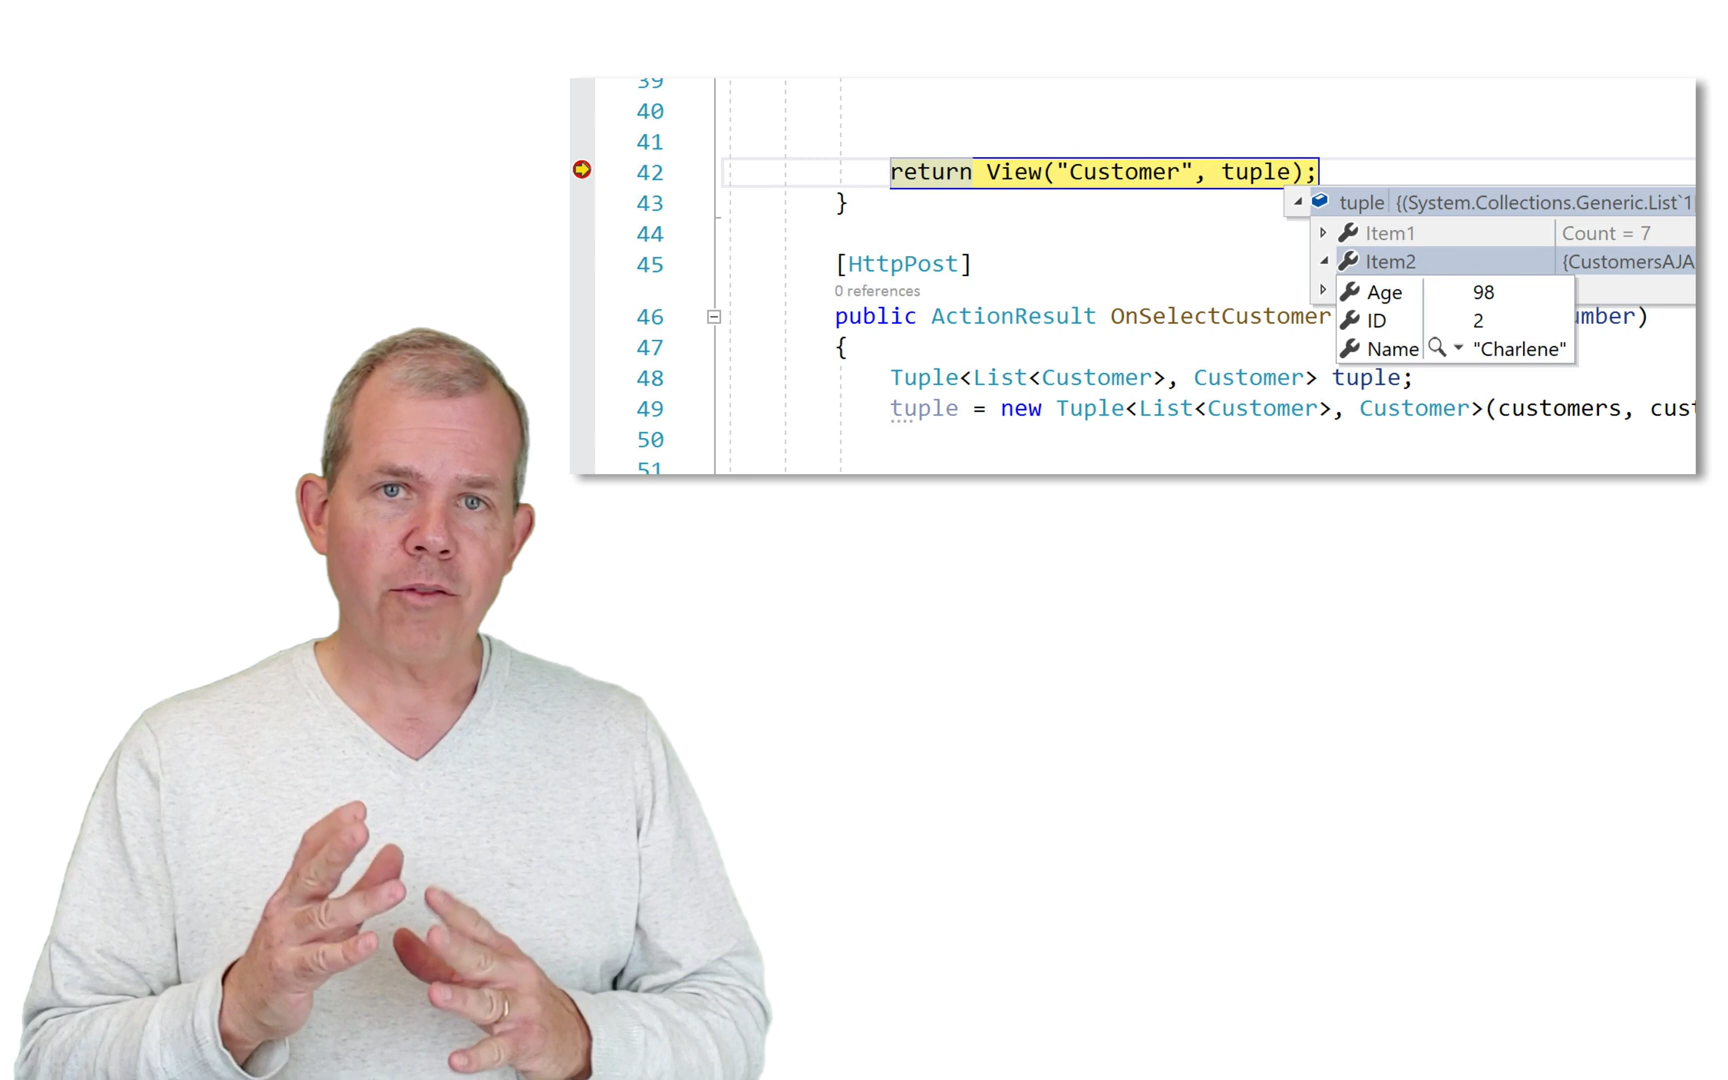 39
40
41
42 return View("Customer", tuple);
43 }
tuple {(System.Collections.Generic.List`1
44
Item1 Count = 7
45 [HttpPost]
Item2 {CustomersAJA
0 references
Age 98
46 public ActionResult OnSelectCustomer umber)
ID 2
47 {
Name "Charlene"
48 Tuple<List<Customer>, Customer> tuple;
49 tuple = new Tuple<List<Customer>, Customer>(customers, cust
50
51